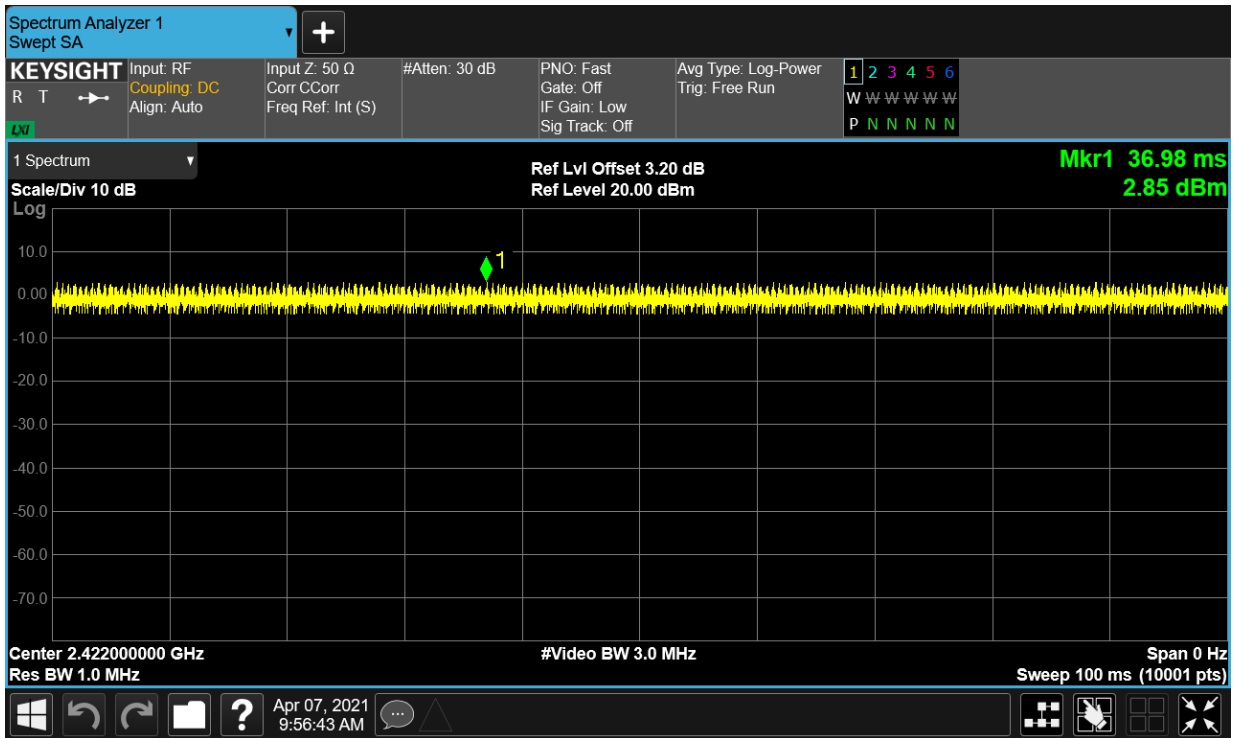 Spectrum Analyzer 1
Swept SA
+
KEYSIGHT Input: RF Input Z: 50 Ω #Atten: 30 dB PNO: Fast Avg Type: Log-Power 1 2 3 4 5 6
R T Coupling: DC Corr CCorr Gate: Off Trig: Free Run W W W W W W
Align: Auto Freq Ref: Int (S) IF Gain: Low
LXI Sig Track: Off P N N N N N
1 Spectrum
Ref Lvl Offset 3.20 dB Mkr1 36.98 ms
Scale/Div 10 dB Ref Level 20.00 dBm 2.85 dBm
Log
10.0
1
0.00
-10.0
-20.0
-30.0
-40.0
-50.0
-60.0
-70.0
Center 2.422000000 GHz #Video BW 3.0 MHz Span 0 Hz
Res BW 1.0 MHz Sweep 100 ms (10001 pts)
? Apr 07, 2021
9:56:43 AM